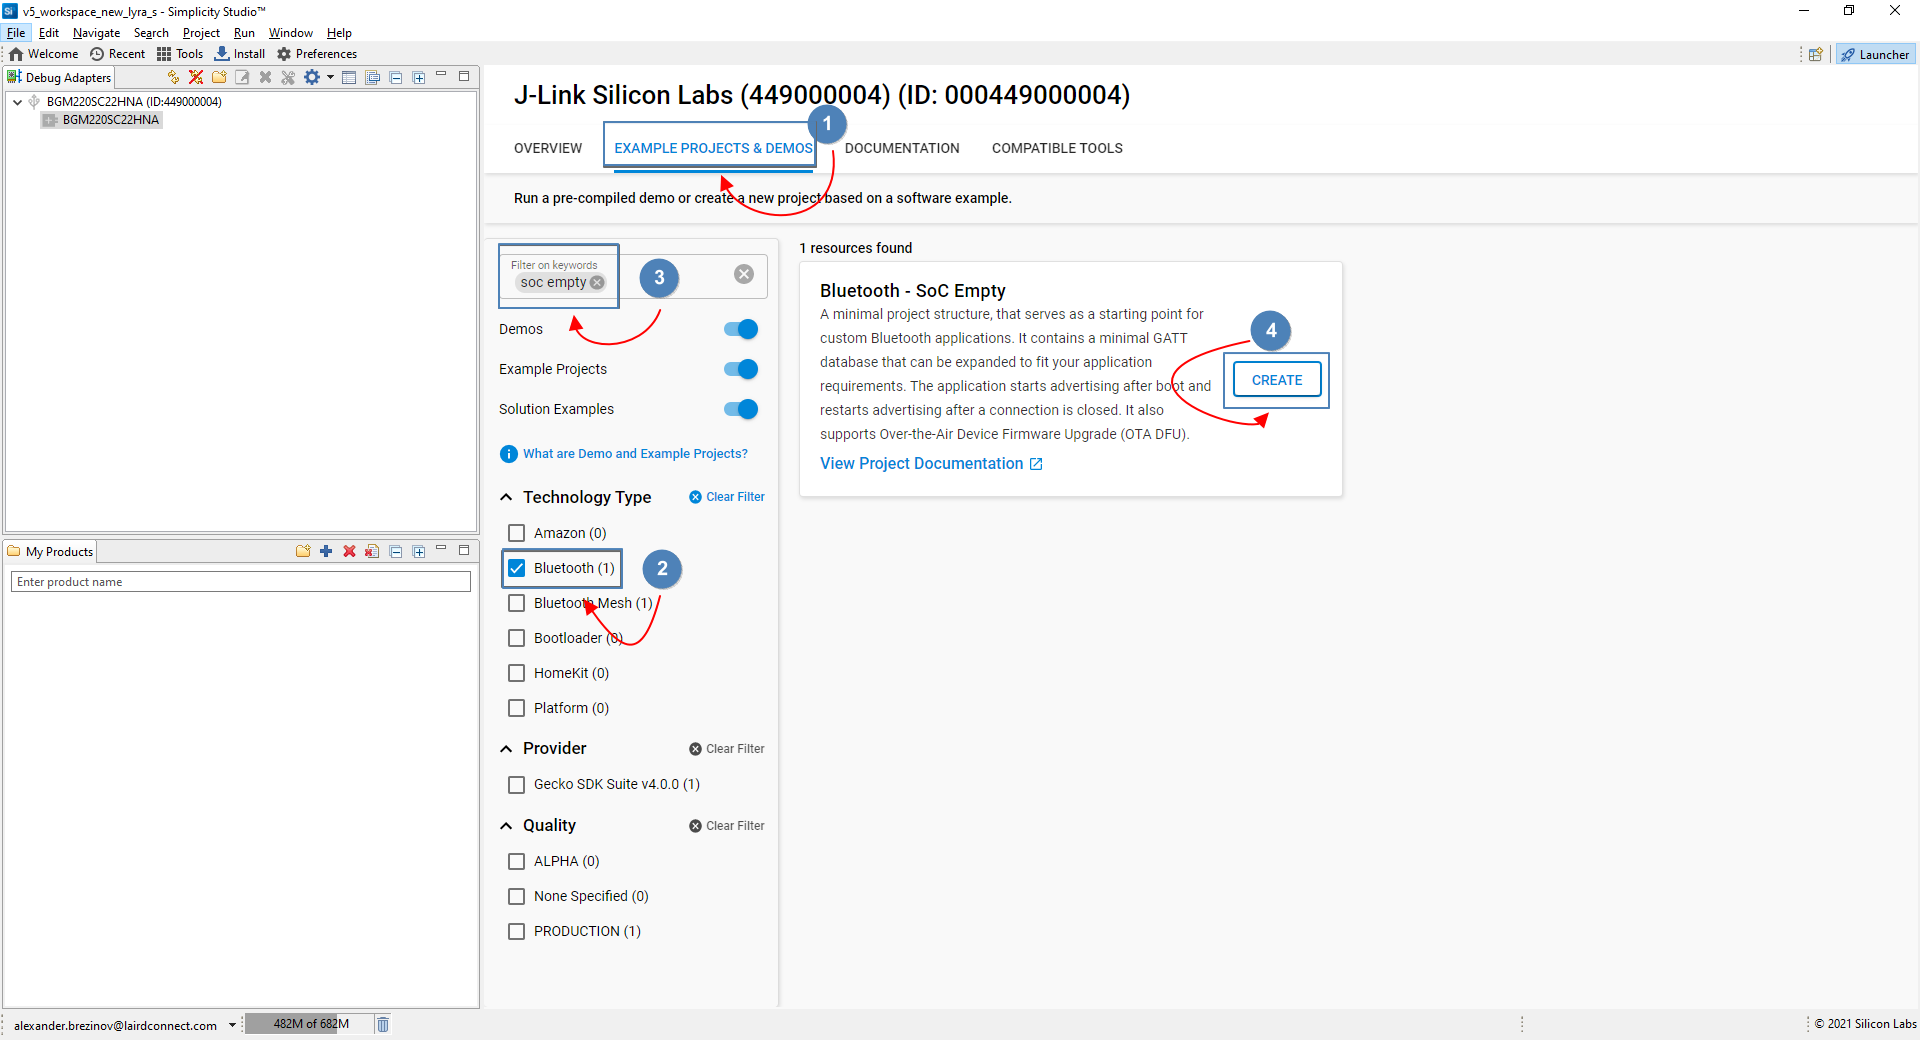 v5_workspace_new_lyra_s - Simplicity Studio™
File Edit Navigate Search Project Run Window Help
Welcome Recent Tools Install Preferences
Launcher
Debug Adapters
BGM220SC22HNA (ID:449000004)
BGM220SC22HNA
My Products
Enter product name
J-Link Silicon Labs (449000004) (ID: 000449000004)
1
OVERVIEW EXAMPLE PROJECTS & DEMOS DOCUMENTATION COMPATIBLE TOOLS
Run a pre-compiled demo or create a new project based on a software example.
Filter on keywords
soc empty
3
Demos
Example Projects
Solution Examples
What are Demo and Example Projects?
Technology Type Clear Filter
Amazon (0)
Bluetooth (1)
2
Bluetooth Mesh (1)
Bootloader (0)
HomeKit (0)
Platform (0)
Provider Clear Filter
Gecko SDK Suite v4.0.0 (1)
Quality Clear Filter
ALPHA (0)
None Specified (0)
PRODUCTION (1)
1 resources found
Bluetooth - SoC Empty
A minimal project structure, that serves as a starting point for
custom Bluetooth applications. It contains a minimal GATT
database that can be expanded to fit your application
requirements. The application starts advertising after boot and
restarts advertising after a connection is closed. It also
supports Over-the-Air Device Firmware Upgrade (OTA DFU).
View Project Documentation
4
CREATE
alexander.brezinov@lairdconnect.com
482M of 682M
© 2021 Silicon Labs